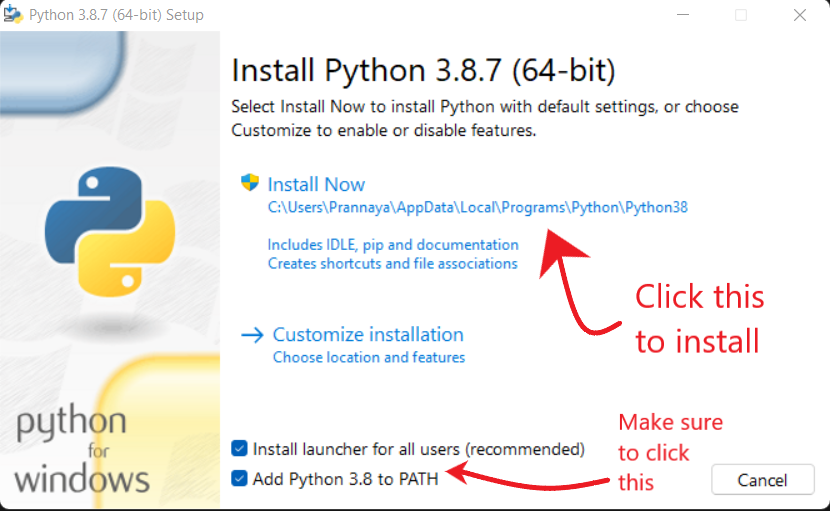 Python 3.8.7 (64-bit) Setup
Install Python 3.8.7 (64-bit)
Select Install Now to install Python with default settings, or choose
Customize to enable or disable features.
Install Now
C:\Users\Prannaya\AppData\Local\Programs\Python\Python38
Includes IDLE, pip and documentation
Creates shortcuts and file associations
Click this
to install
Customize installation
Choose location and features
python
for
windows
Install launcher for all users (recommended)
Add Python 3.8 to PATH
Make sure
to click
this
Cancel